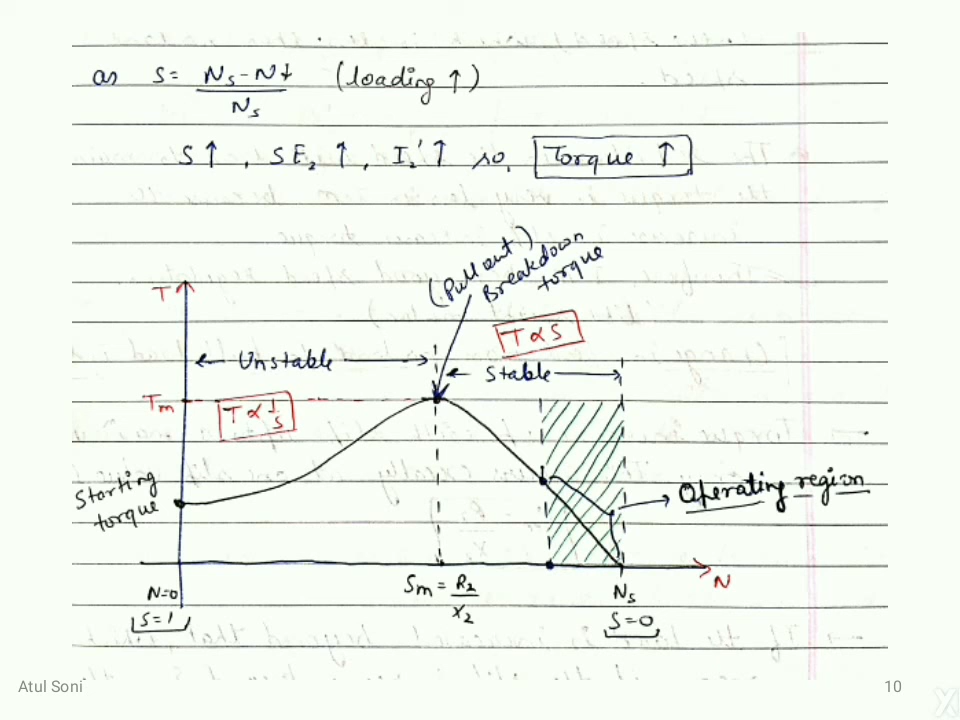 as S = Ns - N↓ / Ns (loading ↑)
S↑, SE₂ ↑, I₂' ↑ so, Torque ↑
(Pull out)
Breakdown
torque
T
T ∝ S
← Unstable →
← Stable →
Tm
T ∝ 1/S
Starting
torque
→ Operating region
N=0
S=1
Sm = R₂ / X₂
Ns
S=0
N
Atul Soni
10